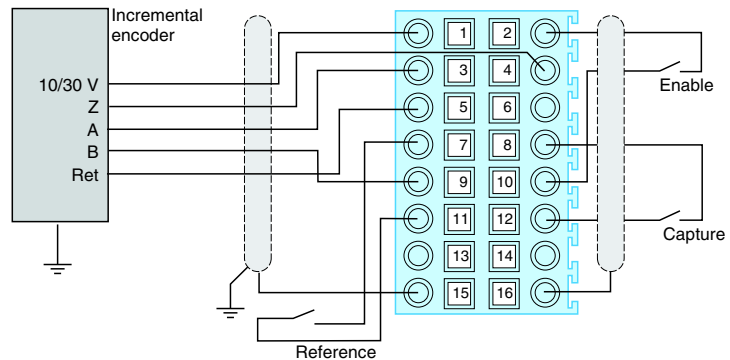 Incremental
encoder
10/30 V
Z
A
B
Ret
1 2
3 4
5 6
7 8
9 10
11 12
13 14
15 16
Enable
Capture
Reference